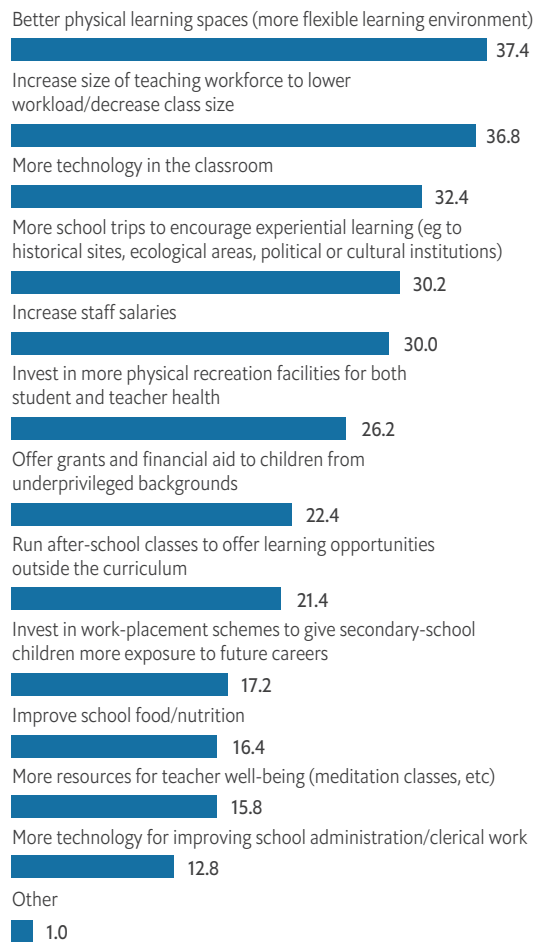 Better physical learning spaces (more flexible learning environment)
37.4
Increase size of teaching workforce to lower
workload/decrease class size
36.8
More technology in the classroom
32.4
More school trips to encourage experiential learning (eg to
historical sites, ecological areas, political or cultural institutions)
30.2
Increase staff salaries
30.0
Invest in more physical recreation facilities for both
student and teacher health
26.2
Offer grants and financial aid to children from
underprivileged backgrounds
22.4
Run after-school classes to offer learning opportunities
outside the curriculum
21.4
Invest in work-placement schemes to give secondary-school
children more exposure to future careers
17.2
Improve school food/nutrition
16.4
More resources for teacher well-being (meditation classes, etc)
15.8
More technology for improving school administration/clerical work
12.8
Other
1.0